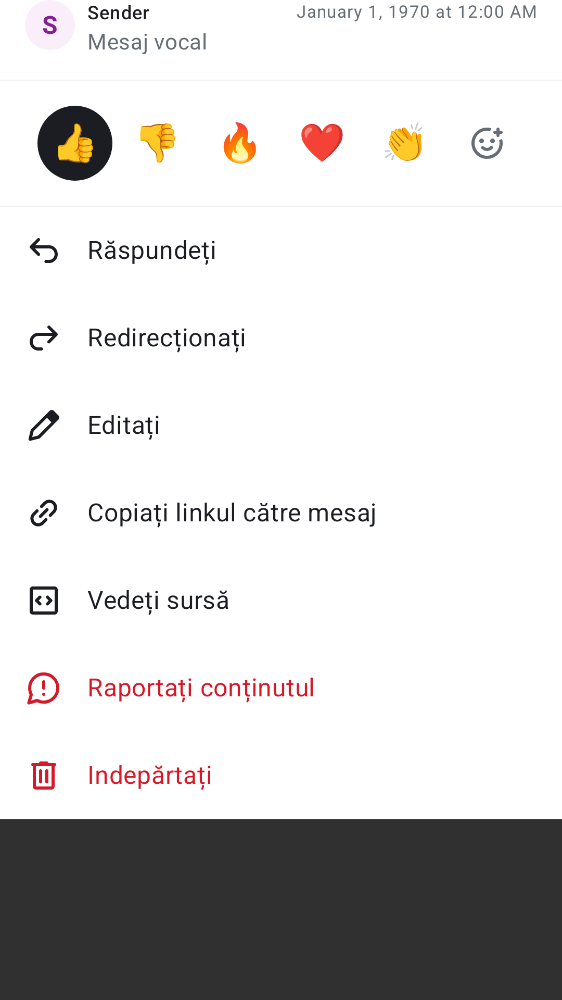 S
Sender
January 1, 1970 at 12:00 AM
Mesaj vocal
Răspundeți
Redirecționați
Editați
Copiați linkul către mesaj
Vedeți sursă
Raportați conținutul
Indepărtați